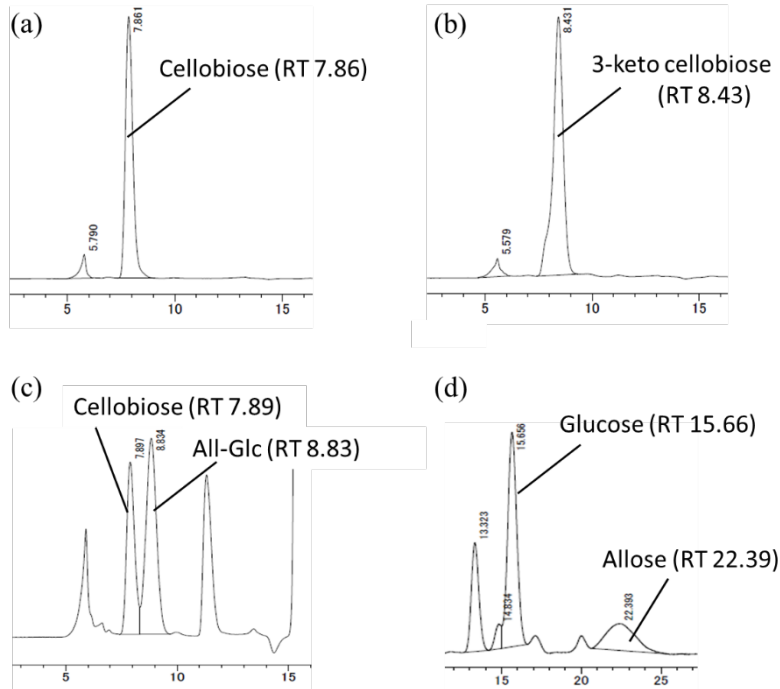 (a)
7.861
Cellobiose (RT 7.86)
5.790
5
10
15
(b)
8.431
3-keto cellobiose
(RT 8.43)
5.579
5
10
15
(c)
Cellobiose (RT 7.89)
7.897
8.834
All-Glc (RT 8.83)
5
10
15
(d)
Glucose (RT 15.66)
15.656
13.323
14.834
Allose (RT 22.39)
22.393
15
20
25